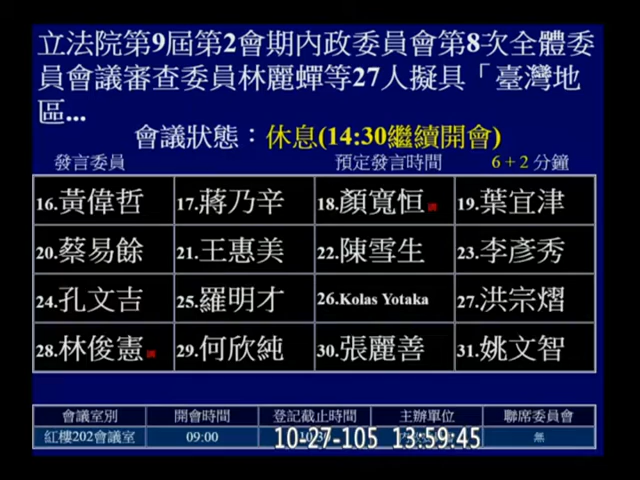 立法院第9屆第2會期內政委員會第8次全體委
員會議審查委員林麗蟬等27人擬具「臺灣地
區...
會議狀態：休息(14:30繼續開會)
發言委員 預定發言時間 6 + 2 分鐘
16.黃偉哲 17.蔣乃辛 18.顏寬恒 19.葉宜津
20.蔡易餘 21.王惠美 22.陳雪生 23.李彥秀
24.孔文吉 25.羅明才 26.Kolas Yotaka 27.洪宗熠
28.林俊憲 29.何欣純 30.張麗善 31.姚文智
會議室別 開會時間 登記截止時間 主辦單位 聯席委員會
紅樓202會議室 09:00 無
10-27-105 13:59:45